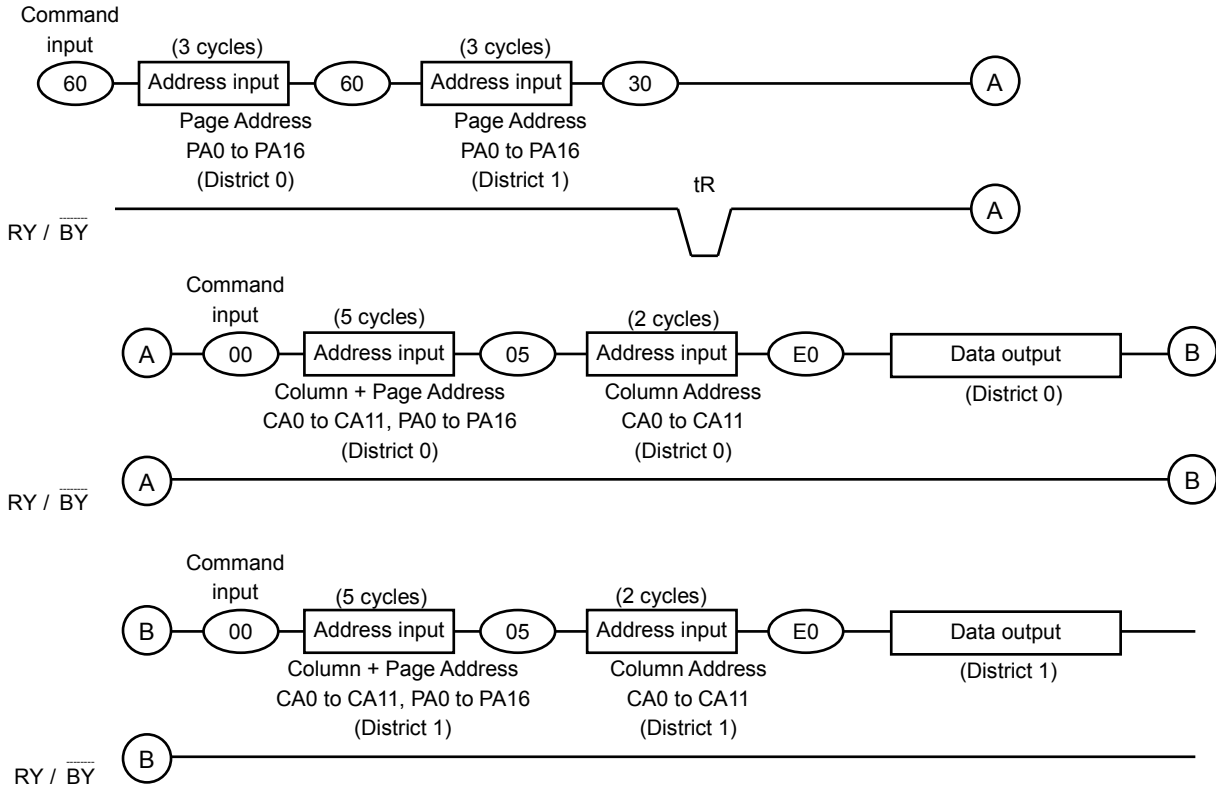 Command
input
(3 cycles) (3 cycles)
60 Address input 60 Address input 30 A
Page Address Page Address
PA0 to PA16 PA0 to PA16
(District 0) (District 1)
tR
A
RY / BY
Command
input
(5 cycles) (2 cycles)
A 00 Address input 05 Address input E0 Data output B
Column + Page Address Column Address (District 0)
CA0 to CA11, PA0 to PA16 CA0 to CA11
(District 0) (District 0)
A B
RY / BY
Command
input
(5 cycles) (2 cycles)
B 00 Address input 05 Address input E0 Data output
Column + Page Address Column Address (District 1)
CA0 to CA11, PA0 to PA16 CA0 to CA11
(District 1) (District 1)
B
RY / BY